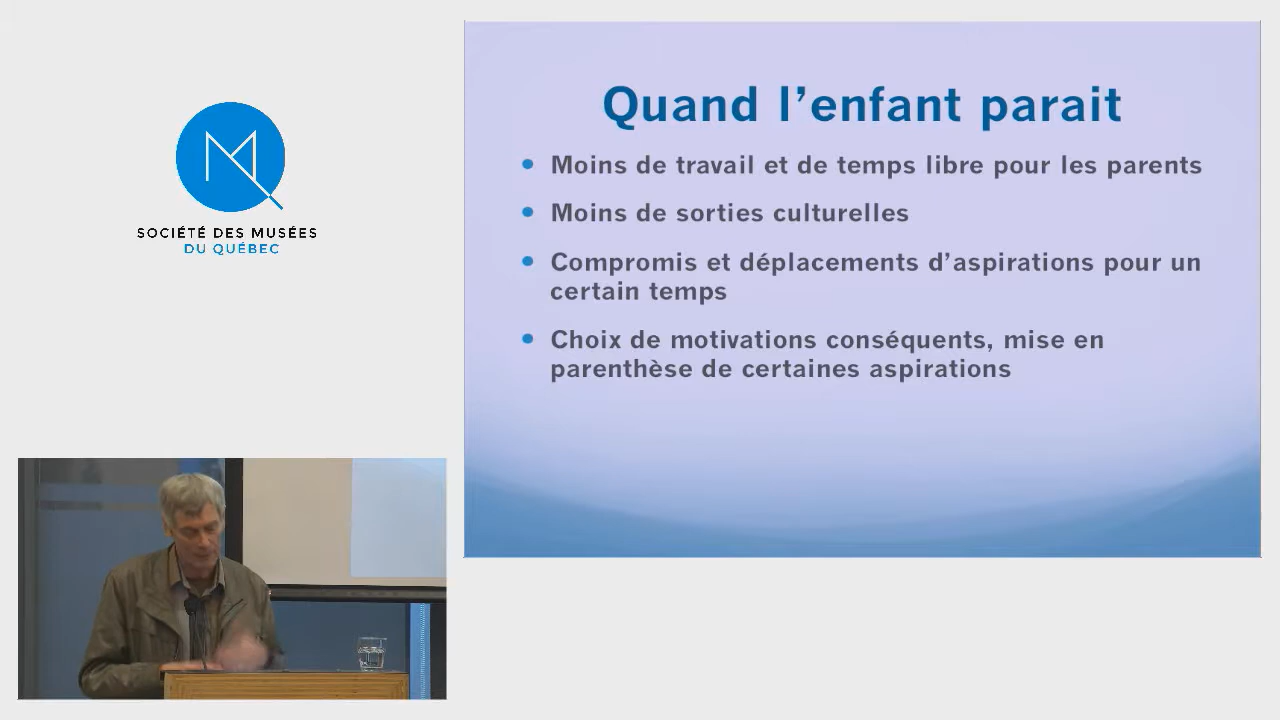 SOCIÉTÉ DES MUSÉES
DU QUÉBEC
Quand l’enfant parait
• Moins de travail et de temps libre pour les parents
• Moins de sorties culturelles
• Compromis et déplacements d’aspirations pour un
certain temps
• Choix de motivations conséquents, mise en
parenthèse de certaines aspirations